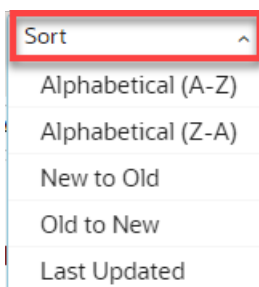 Sort
Alphabetical (A-Z)
Alphabetical (Z-A)
New to Old
Old to New
Last Updated